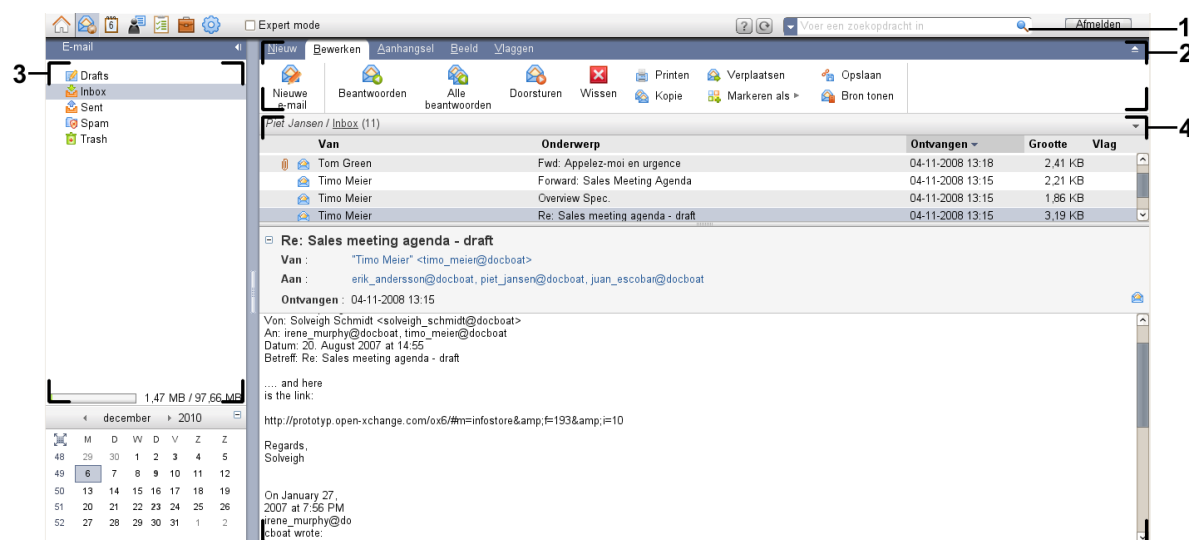 Expert mode
Voer een zoekopdracht in
Afmelden
1
E-mail
Nieuw Bewerken Aanhangsel Beeld Vlaggen
2
3
Drafts
Inbox
Sent
Spam
Trash
1,47 MB / 97,66 MB
Nieuwe e-mail
Beantwoorden
Alle beantwoorden
Doorsturen
Wissen
Printen
Kopie
Verplaatsen
Markeren als
Opslaan
Bron tonen
Piet Jansen / Inbox (11)
4
Van Onderwerp Ontvangen Grootte Vlag
Tom Green Fwd: Appelez-moi en urgence 04-11-2008 13:18 2,41 KB
Timo Meier Forward: Sales Meeting Agenda 04-11-2008 13:15 2,21 KB
Timo Meier Overview Spec. 04-11-2008 13:15 1,86 KB
Timo Meier Re: Sales meeting agenda - draft 04-11-2008 13:15 3,19 KB
Re: Sales meeting agenda - draft
Van : "Timo Meier" <timo_meier@docboat>
Aan : erik_andersson@docboat, piet_jansen@docboat, juan_escobar@docboat
Ontvangen : 04-11-2008 13:15
Von: Solveigh Schmidt <solveigh_schmidt@docboat>
An: irene_murphy@docboat, timo_meier@docboat
Datum: 20. August 2007 at 14:55
Betreff: Re: Sales meeting agenda - draft
.... and here
is the link:
http://prototyp.open-xchange.com/ox6/#m=infostore&amp;f=193&amp;i=10
Regards,
Solveigh
On January 27,
2007 at 7:56 PM
irene_murphy@do
cboat wrote:
december 2010
M D W D V Z Z
48 29 30 1 2 3 4 5
49 6 7 8 9 10 11 12
50 13 14 15 16 17 18 19
51 20 21 22 23 24 25 26
52 27 28 29 30 31 1 2